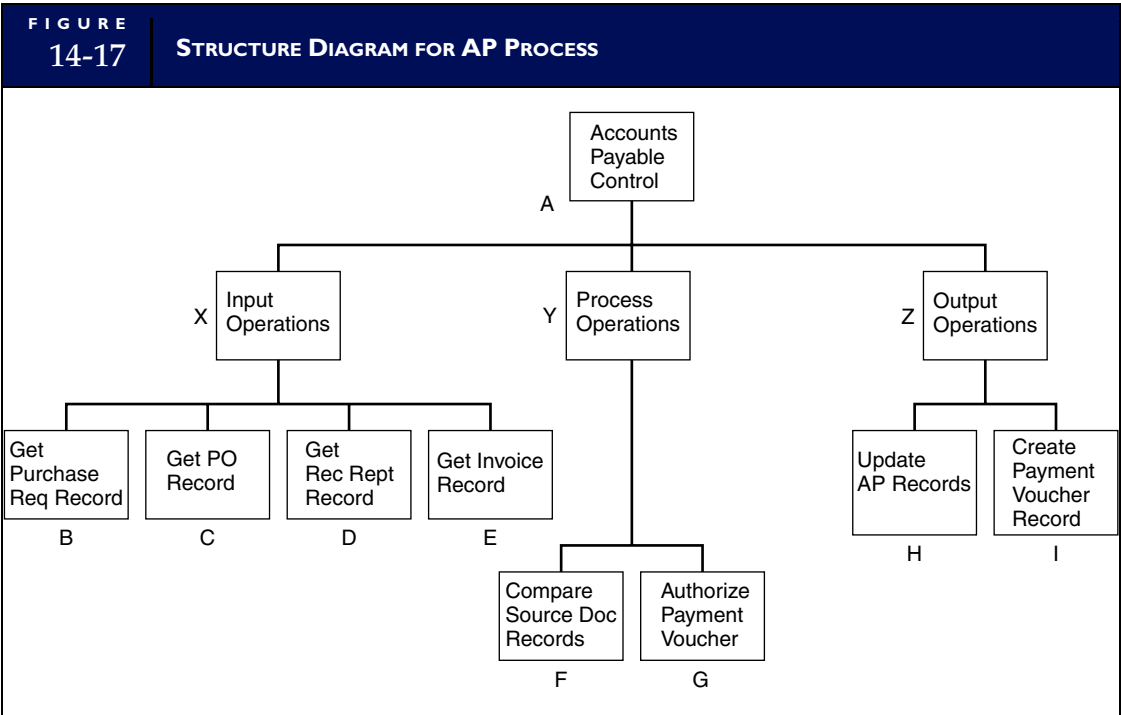 FIGURE
14-17
STRUCTURE DIAGRAM FOR AP PROCESS
Accounts
Payable
Control
A
Input
Operations
X
Process
Operations
Y
Output
Operations
Z
Get
Purchase
Req Record
B
Get PO
Record
C
Get
Rec Rept
Record
D
Get Invoice
Record
E
Update
AP Records
H
Create
Payment
Voucher
Record
I
Compare
Source Doc
Records
F
Authorize
Payment
Voucher
G